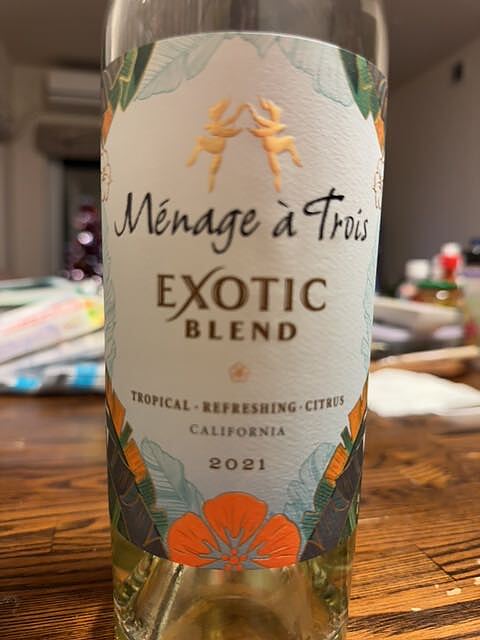 Ménage à Trois
EXOTIC
BLEND
TROPICAL · REFRESHING · CITRUS
CALIFORNIA
2021